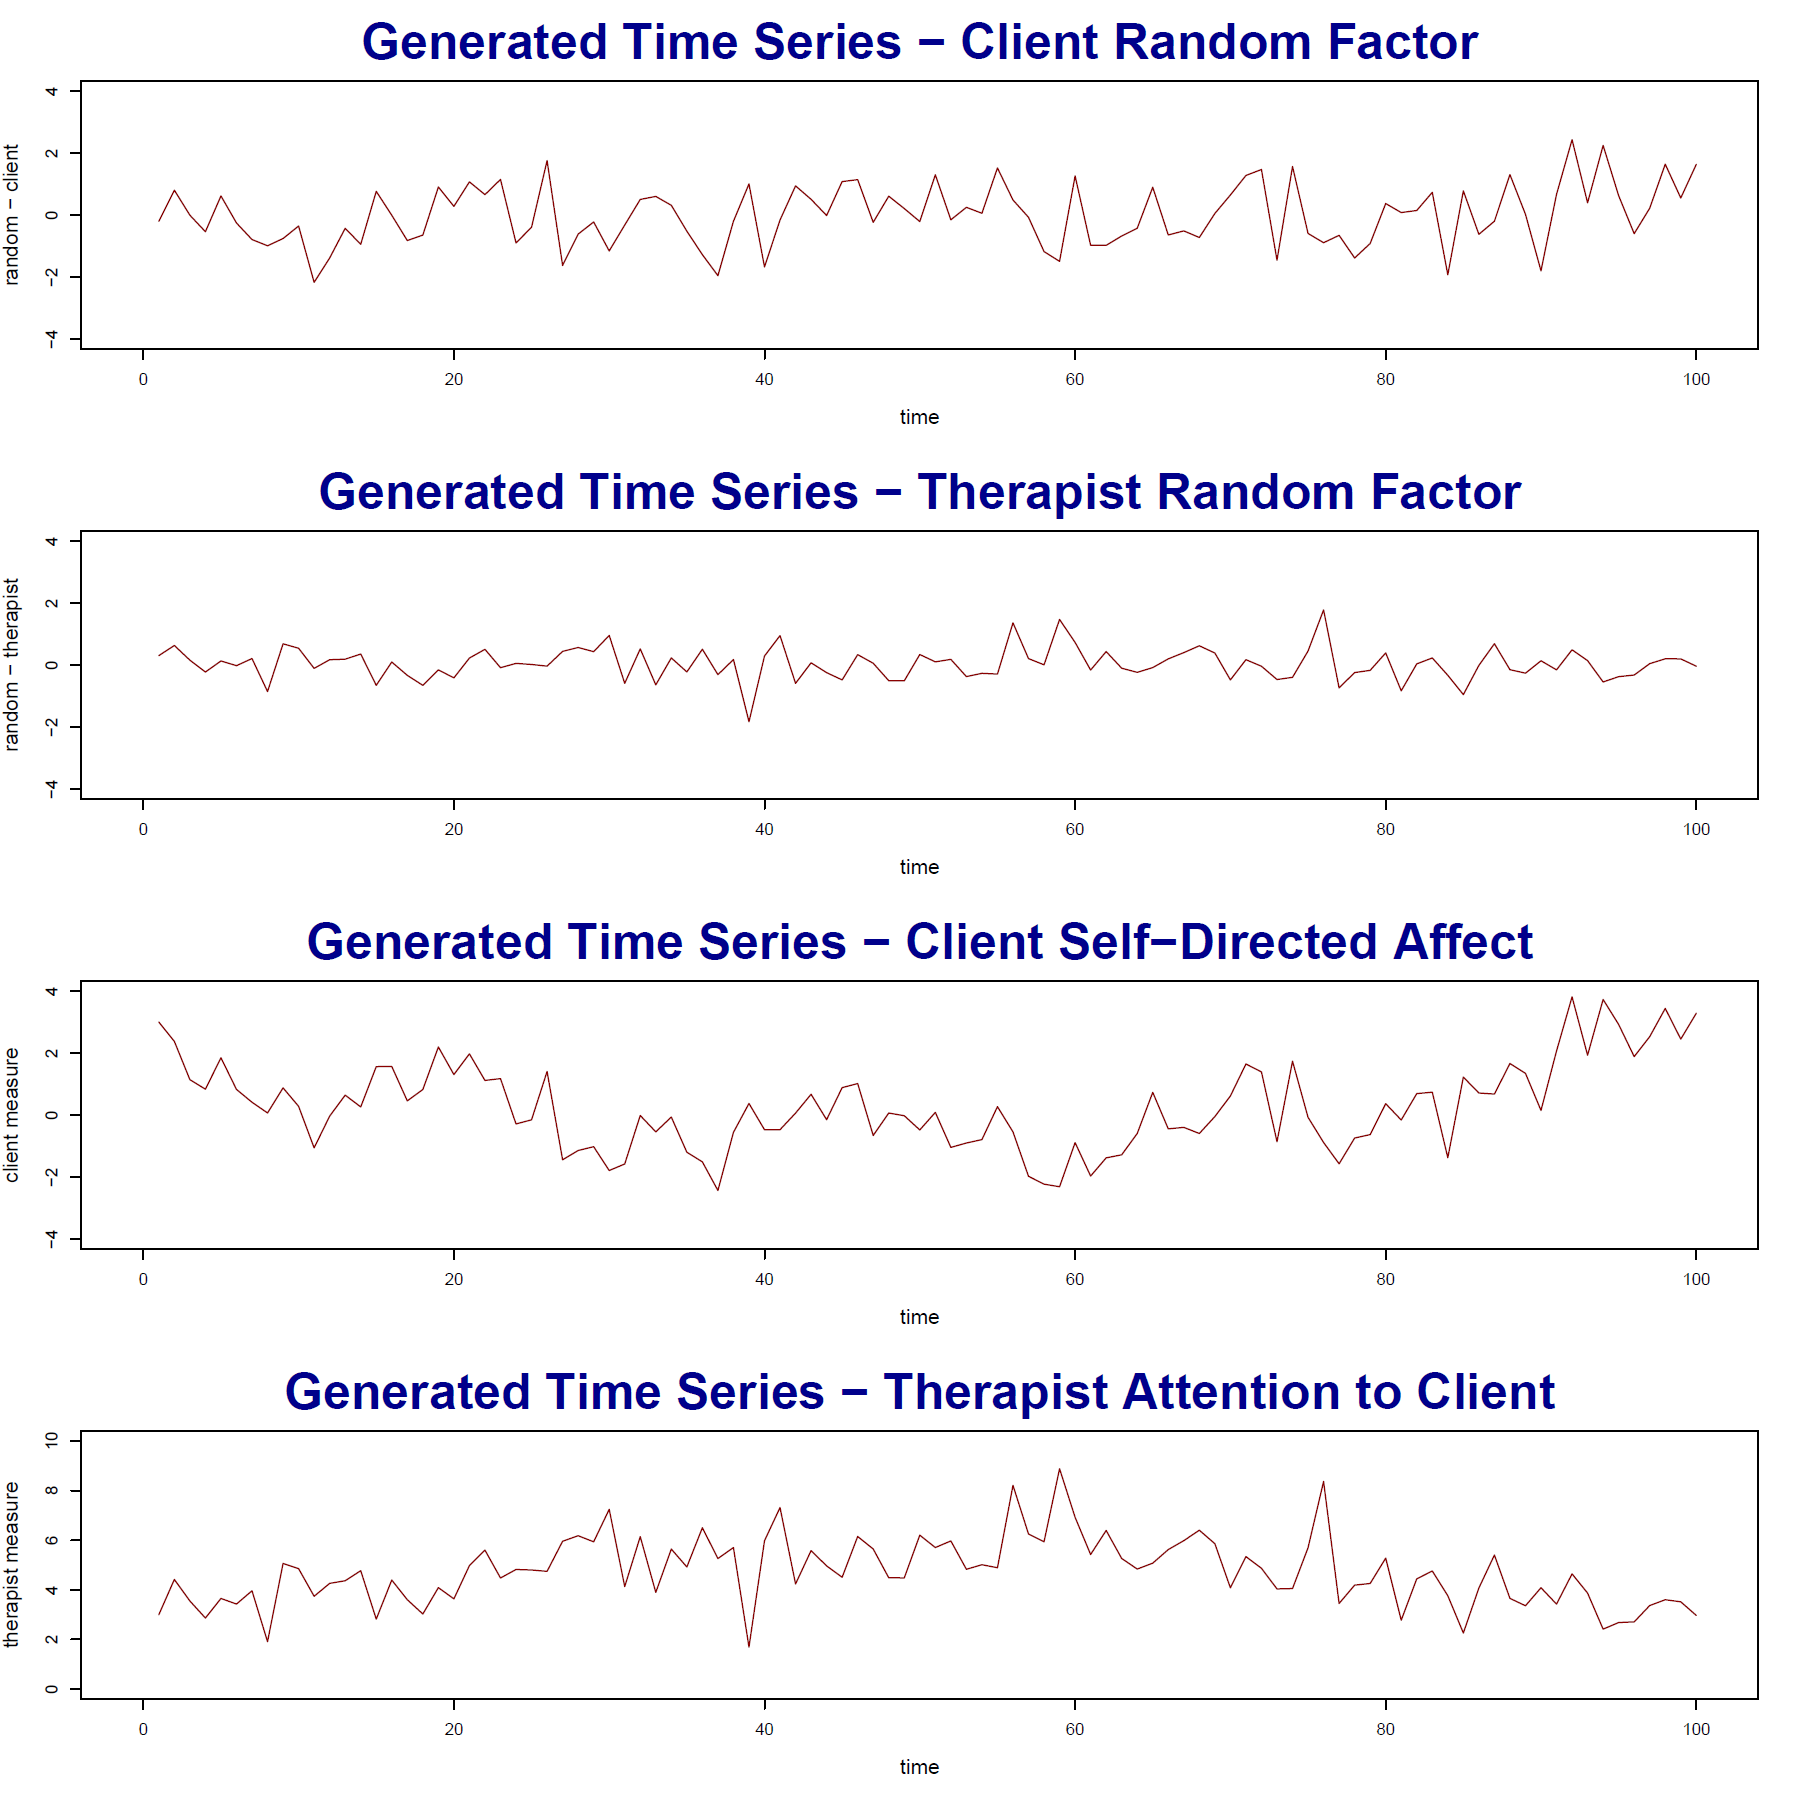 Generated Time Series − Client Random Factor
random − client
4
2
0
−2
−4
0 20 40 60 80 100
time
Generated Time Series − Therapist Random Factor
random − therapist
4
2
0
−2
−4
0 20 40 60 80 100
time
Generated Time Series − Client Self−Directed Affect
client measure
4
2
0
−2
−4
0 20 40 60 80 100
time
Generated Time Series − Therapist Attention to Client
therapist measure
10
8
6
4
2
0
0 20 40 60 80 100
time